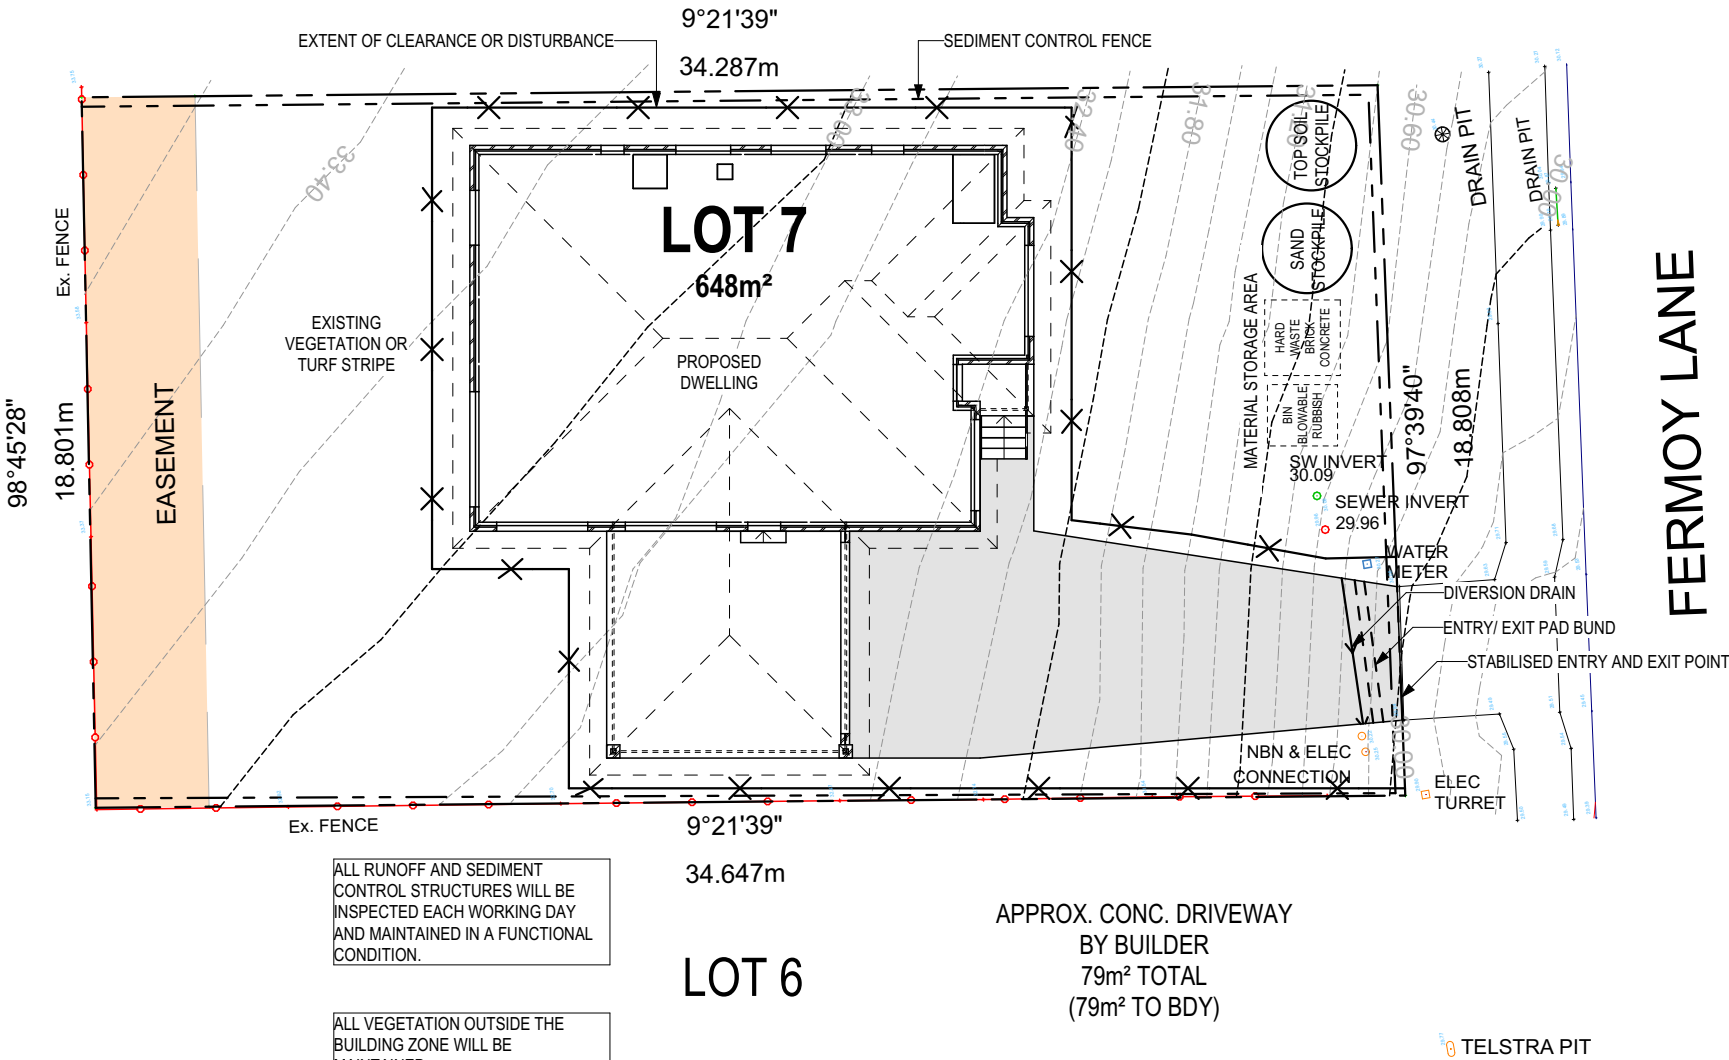 9°21'39"
EXTENT OF CLEARANCE OR DISTURBANCE
SEDIMENT CONTROL FENCE
34.287m
33.40
33.00
32.40
31.80
30.60
30.00
TOP SOIL
STOCKPILE
DRAIN PIT
DRAIN PIT
SAND
STOCKPILE
LOT 7
648m²
Ex. FENCE
EXISTING
VEGETATION OR
TURF STRIPE
PROPOSED
DWELLING
MATERIAL STORAGE AREA
HARD
WASTE
BRICK
CONCRETE
BIN
BLOWABLE
RUBBISH
97°39'40"
18.808m
FERMOY LANE
98°45'28"
18.801m
EASEMENT
SW INVERT
30.09
SEWER INVERT
29.96
WATER
METER
DIVERSION DRAIN
ENTRY/ EXIT PAD BUND
STABILISED ENTRY AND EXIT POINT
30.00
NBN & ELEC
CONNECTION
ELEC
TURRET
Ex. FENCE
9°21'39"
34.647m
ALL RUNOFF AND SEDIMENT
CONTROL STRUCTURES WILL BE
INSPECTED EACH WORKING DAY
AND MAINTAINED IN A FUNCTIONAL
CONDITION.
LOT 6
APPROX. CONC. DRIVEWAY
BY BUILDER
79m² TOTAL
(79m² TO BDY)
ALL VEGETATION OUTSIDE THE
BUILDING ZONE WILL BE
TELSTRA PIT